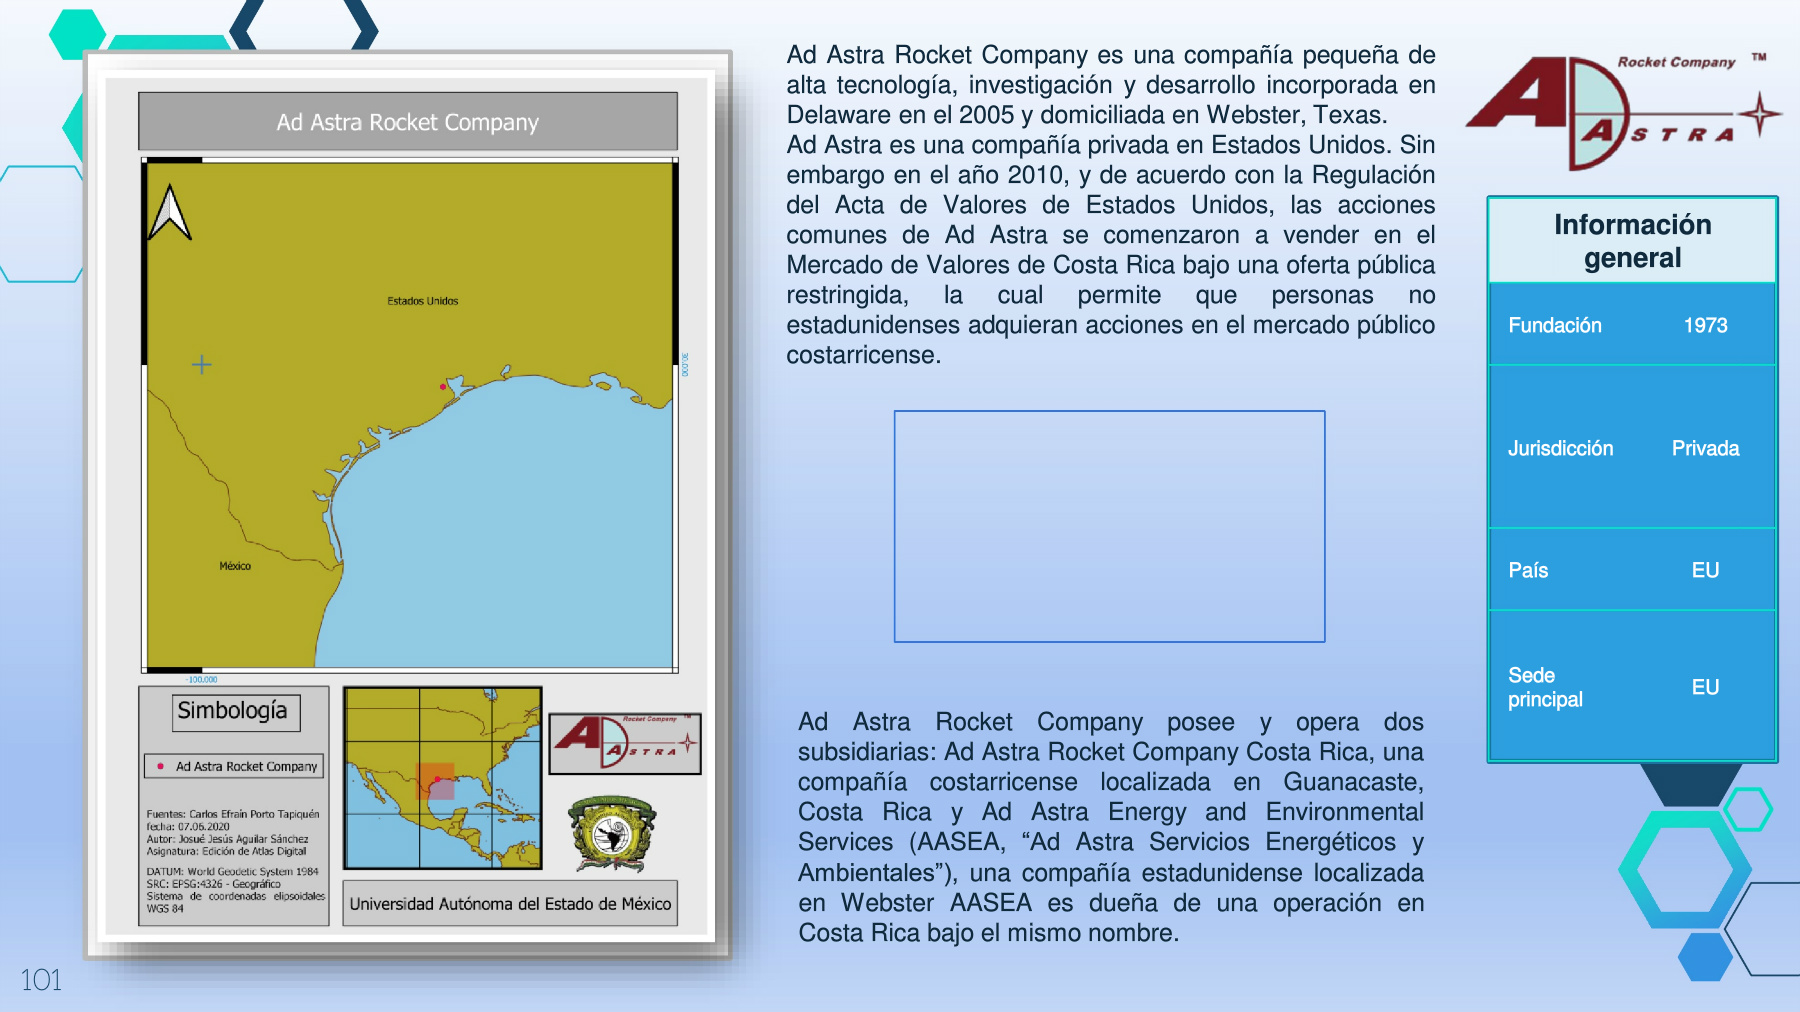 Ad Astra Rocket Company
Estados Unidos
México
30.000
-100.000
Simbología
Ad Astra Rocket Company
Fuentes: Carlos Efraín Porto Tapiquén
fecha: 07.06.2020
Autor: Josué Jesús Aguilar Sánchez
Asignatura: Edición de Atlas Digital
DATUM: World Geodetic System 1984
SRC: EPSG:4326 - Geográfico
Sistema de coordenadas elipsoidales
WGS 84
Rocket Company ™
AD ASTRA
Universidad Autónoma del Estado de México
101
Ad Astra Rocket Company es una compañía pequeña de
alta tecnología, investigación y desarrollo incorporada en
Delaware en el 2005 y domiciliada en Webster, Texas.
Ad Astra es una compañía privada en Estados Unidos. Sin
embargo en el año 2010, y de acuerdo con la Regulación
del Acta de Valores de Estados Unidos, las acciones
comunes de Ad Astra se comenzaron a vender en el
Mercado de Valores de Costa Rica bajo una oferta pública
restringida, la cual permite que personas no
estadunidenses adquieran acciones en el mercado público
costarricense.
Ad Astra Rocket Company posee y opera dos
subsidiarias: Ad Astra Rocket Company Costa Rica, una
compañía costarricense localizada en Guanacaste,
Costa Rica y Ad Astra Energy and Environmental
Services (AASEA, “Ad Astra Servicios Energéticos y
Ambientales”), una compañía estadunidense localizada
en Webster AASEA es dueña de una operación en
Costa Rica bajo el mismo nombre.
Rocket Company ™
AD ASTRA
Información
general
Fundación 1973
Jurisdicción Privada
País EU
Sede
principal EU